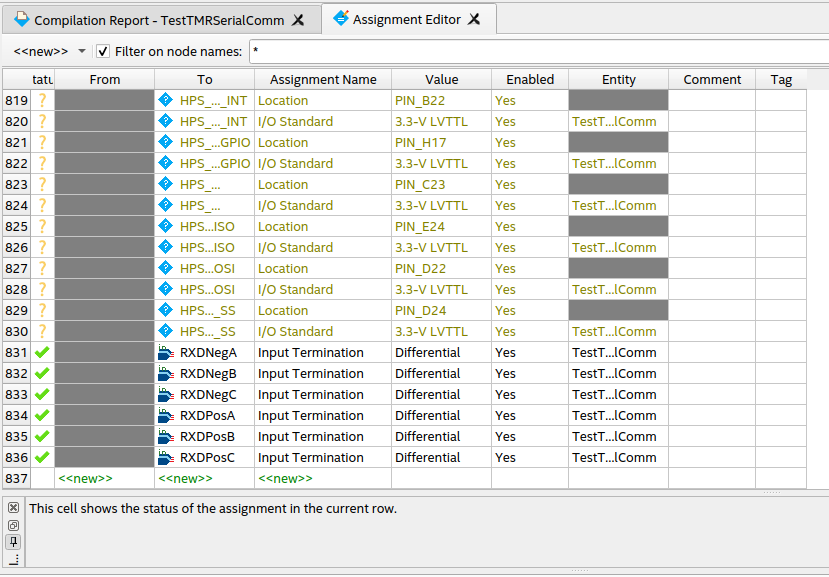 Compilation Report - TestTMRSerialComm
Assignment Editor
<<new>> Filter on node names: *
tatu From To Assignment Name Value Enabled Entity Comment Tag
819 ? HPS_..._INT Location PIN_B22 Yes
820 ? HPS_..._INT I/O Standard 3.3-V LVTTL Yes TestT...lComm
821 ? HPS_...GPIO Location PIN_H17 Yes
822 ? HPS_...GPIO I/O Standard 3.3-V LVTTL Yes TestT...lComm
823 ? HPS_... Location PIN_C23 Yes
824 ? HPS_... I/O Standard 3.3-V LVTTL Yes TestT...lComm
825 ? HPS...ISO Location PIN_E24 Yes
826 ? HPS...ISO I/O Standard 3.3-V LVTTL Yes TestT...lComm
827 ? HPS...OSI Location PIN_D22 Yes
828 ? HPS...OSI I/O Standard 3.3-V LVTTL Yes TestT...lComm
829 ? HPS..._SS Location PIN_D24 Yes
830 ? HPS..._SS I/O Standard 3.3-V LVTTL Yes TestT...lComm
831 RXDNegA Input Termination Differential Yes TestT...lComm
832 RXDNegB Input Termination Differential Yes TestT...lComm
833 RXDNegC Input Termination Differential Yes TestT...lComm
834 RXDPosA Input Termination Differential Yes TestT...lComm
835 RXDPosB Input Termination Differential Yes TestT...lComm
836 RXDPosC Input Termination Differential Yes TestT...lComm
837 <<new>> <<new>> <<new>>
This cell shows the status of the assignment in the current row.